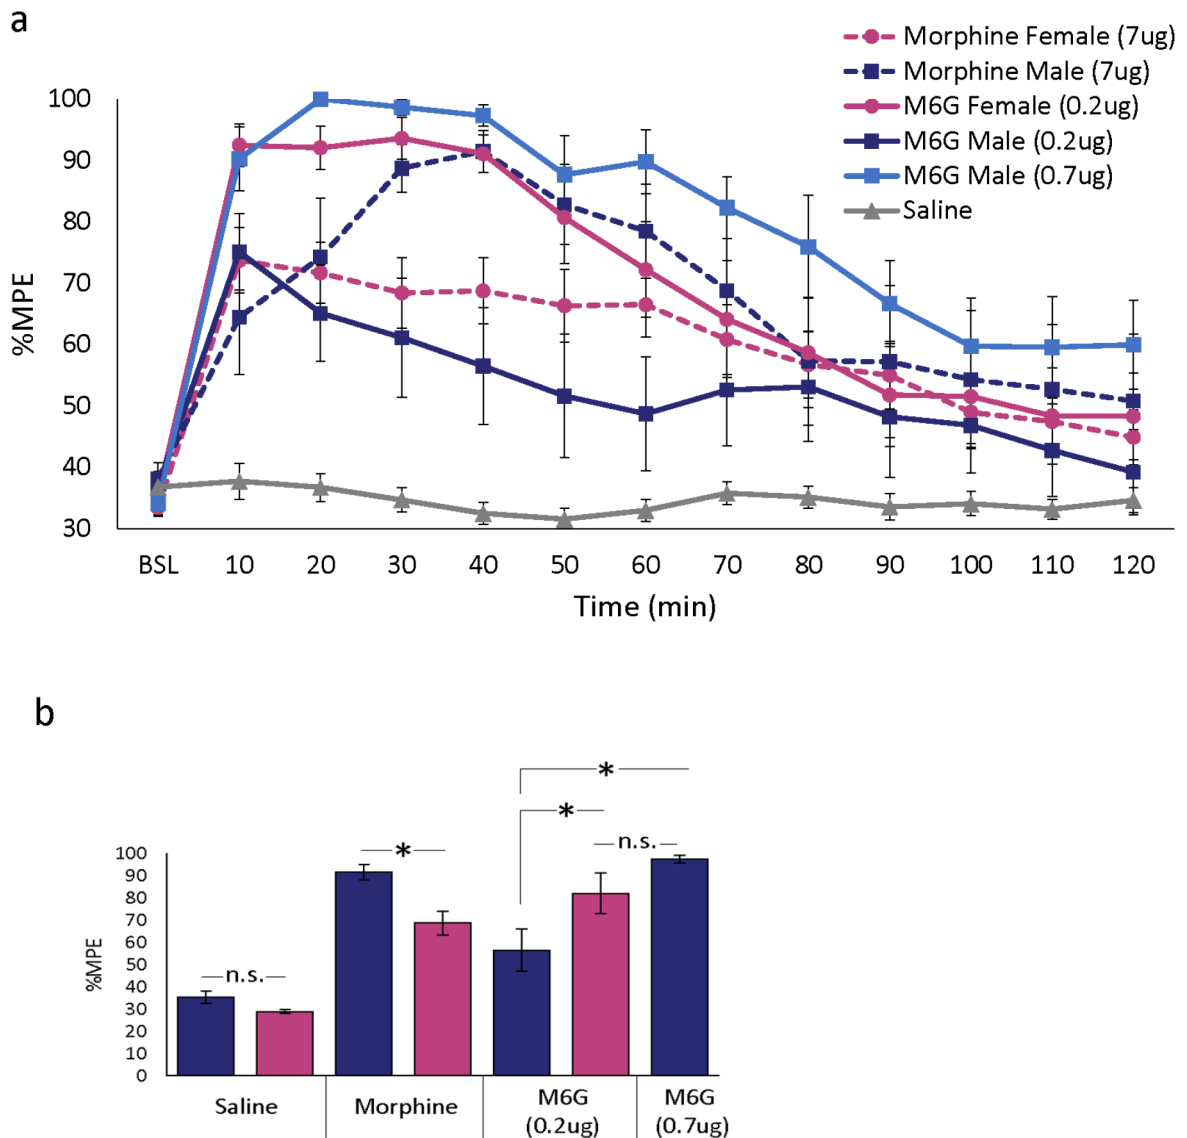 a
Morphine Female (7ug)
Morphine Male (7ug)
M6G Female (0.2ug)
M6G Male (0.2ug)
M6G Male (0.7ug)
Saline
%MPE
100
90
80
70
60
50
40
30
BSL 10 20 30 40 50 60 70 80 90 100 110 120
Time (min)
b
*
*
*
n.s.
n.s.
%MPE
100
90
80
70
60
50
40
30
20
10
0
Saline
Morphine
M6G
(0.2ug)
M6G
(0.7ug)